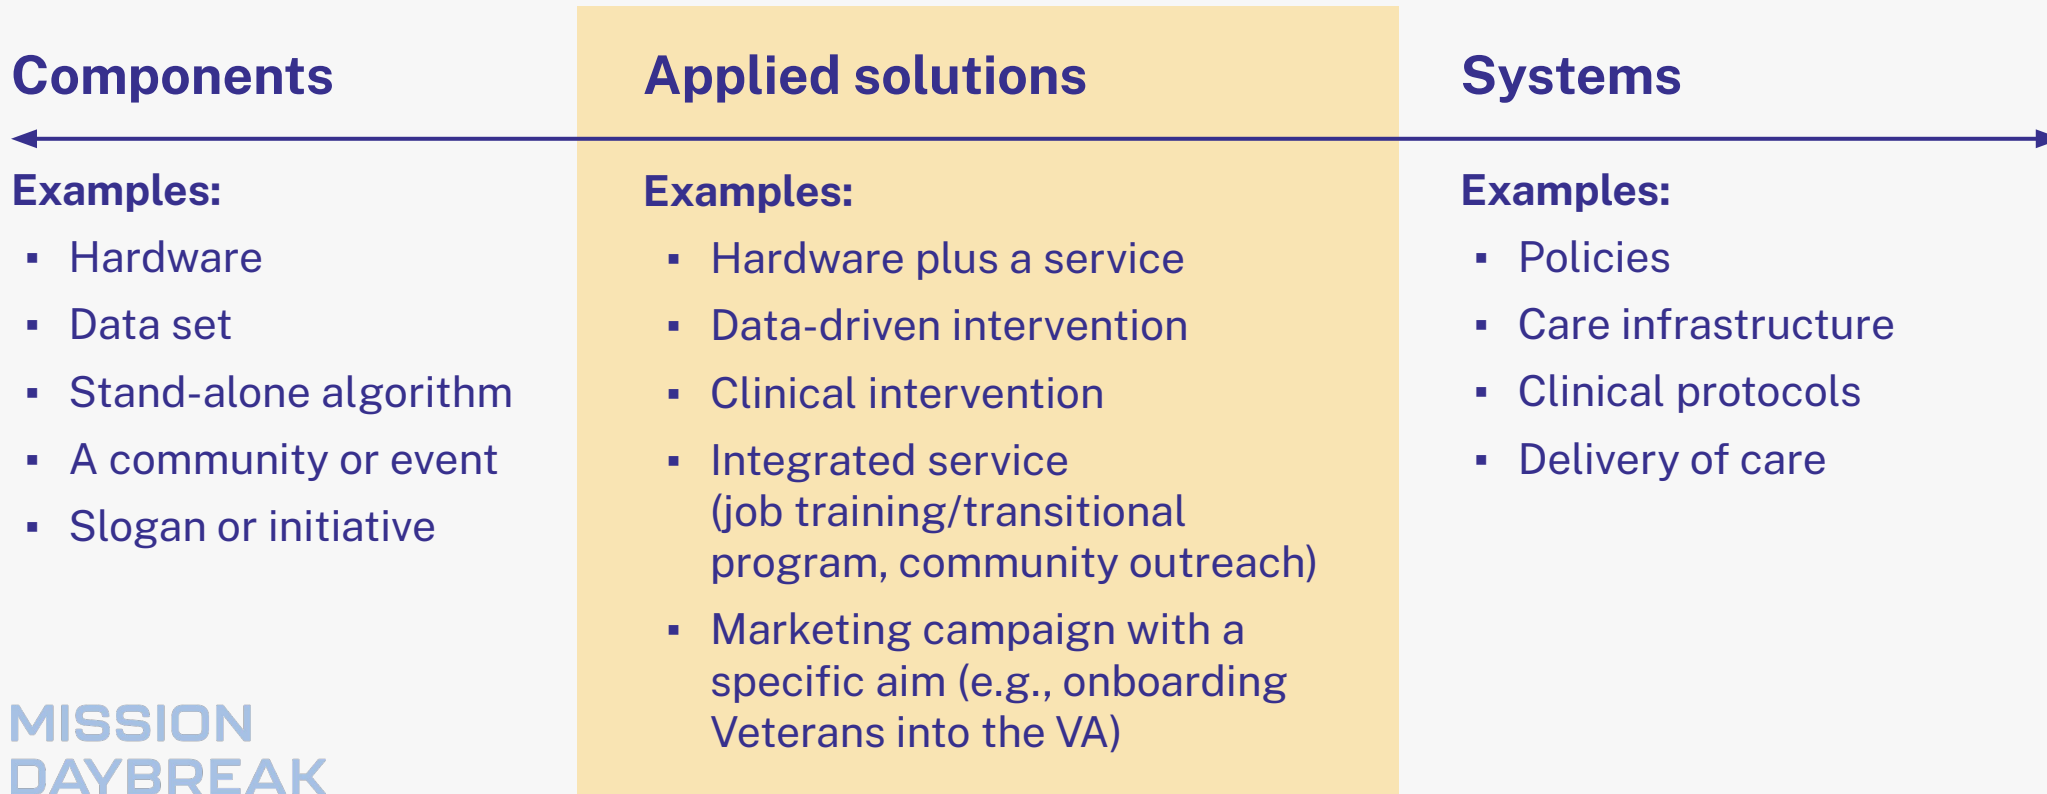 Components
Examples:
▪ Hardware
▪ Data set
▪ Stand-alone algorithm
▪ A community or event
▪ Slogan or initiative
Applied solutions
Examples:
▪ Hardware plus a service
▪ Data-driven intervention
▪ Clinical intervention
▪ Integrated service
(job training/transitional
program, community outreach)
▪ Marketing campaign with a
specific aim (e.g., onboarding
Veterans into the VA)
Systems
Examples:
▪ Policies
▪ Care infrastructure
▪ Clinical protocols
▪ Delivery of care
MISSION
DAYBREAK